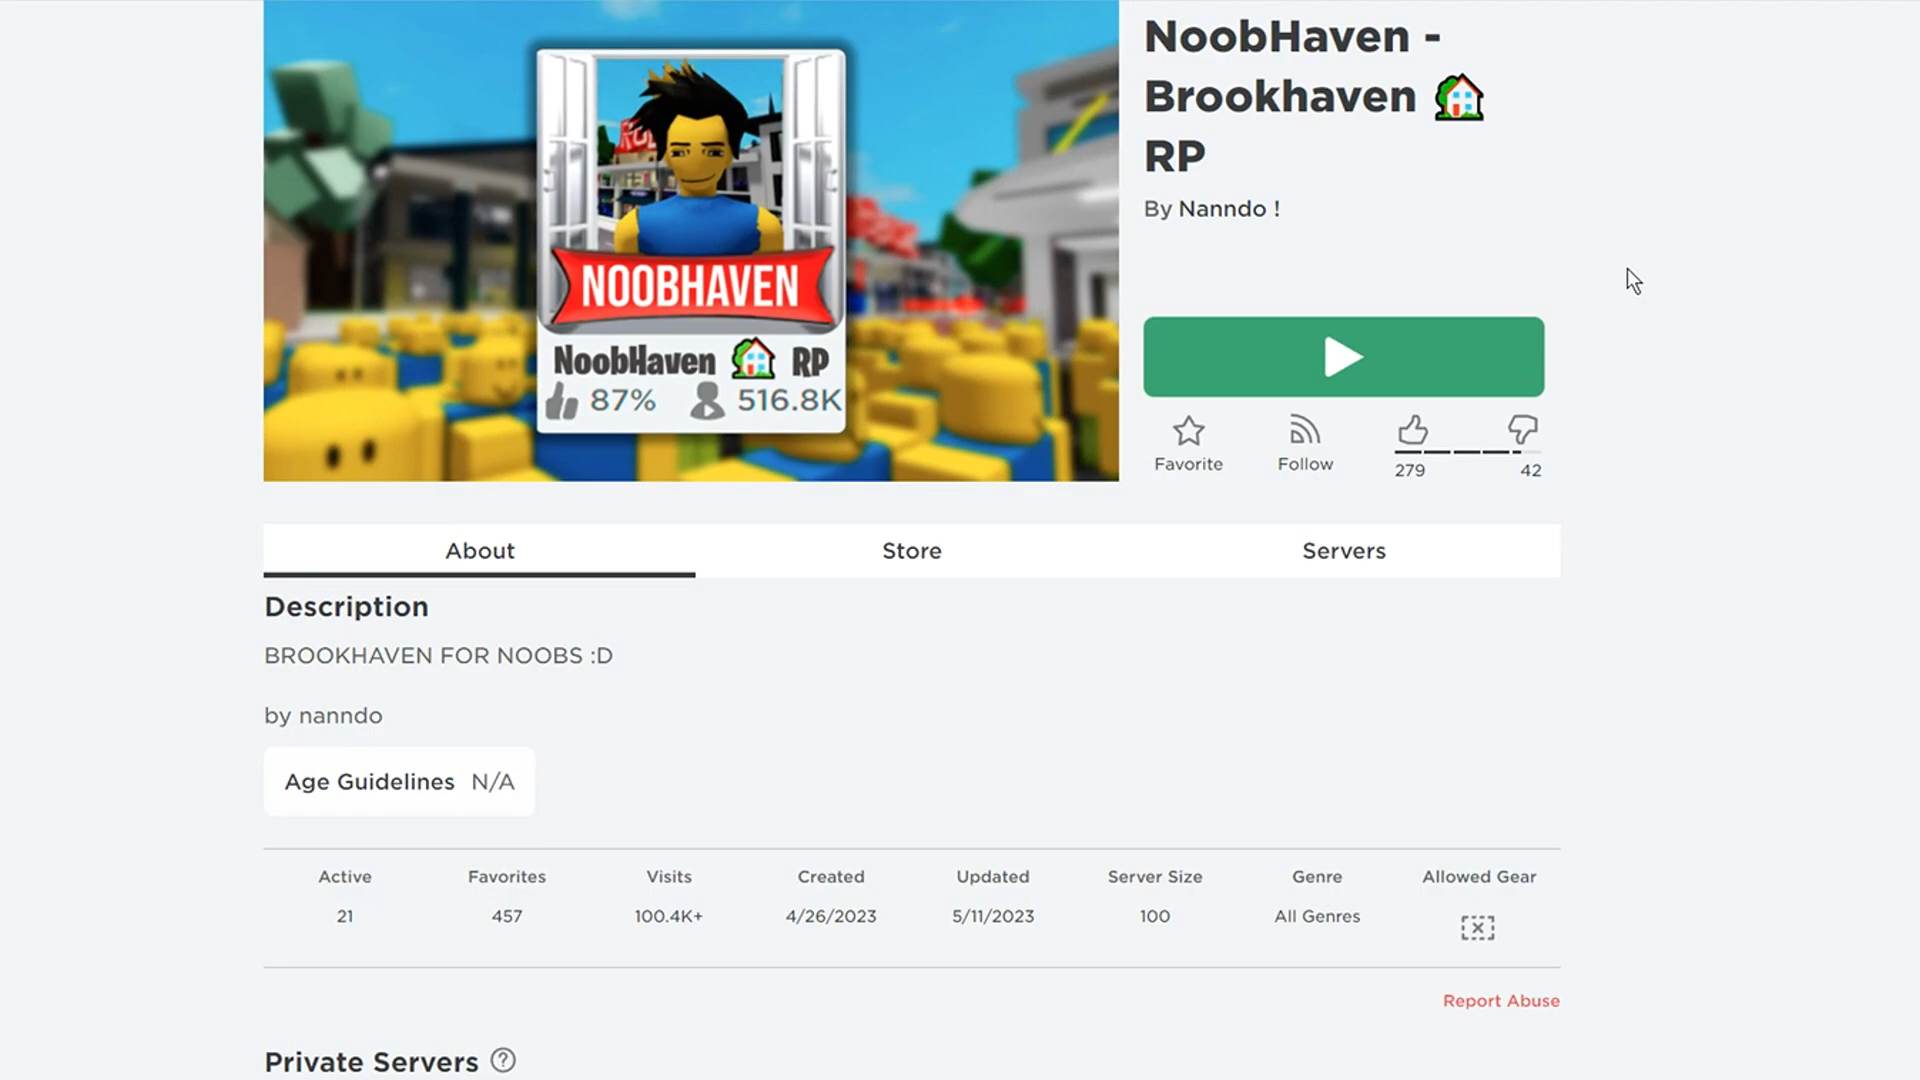 NOOBHAVEN
NoobHaven 🏠 RP
87% 516.8K
NoobHaven -
Brookhaven 🏠
RP
By Nanndo !
Favorite Follow 279 42
About Store Servers
Description
BROOKHAVEN FOR NOOBS :D
by nanndo
Age Guidelines N/A
Active Favorites Visits Created Updated Server Size Genre Allowed Gear
21 457 100.4K+ 4/26/2023 5/11/2023 100 All Genres
Report Abuse
Private Servers ?